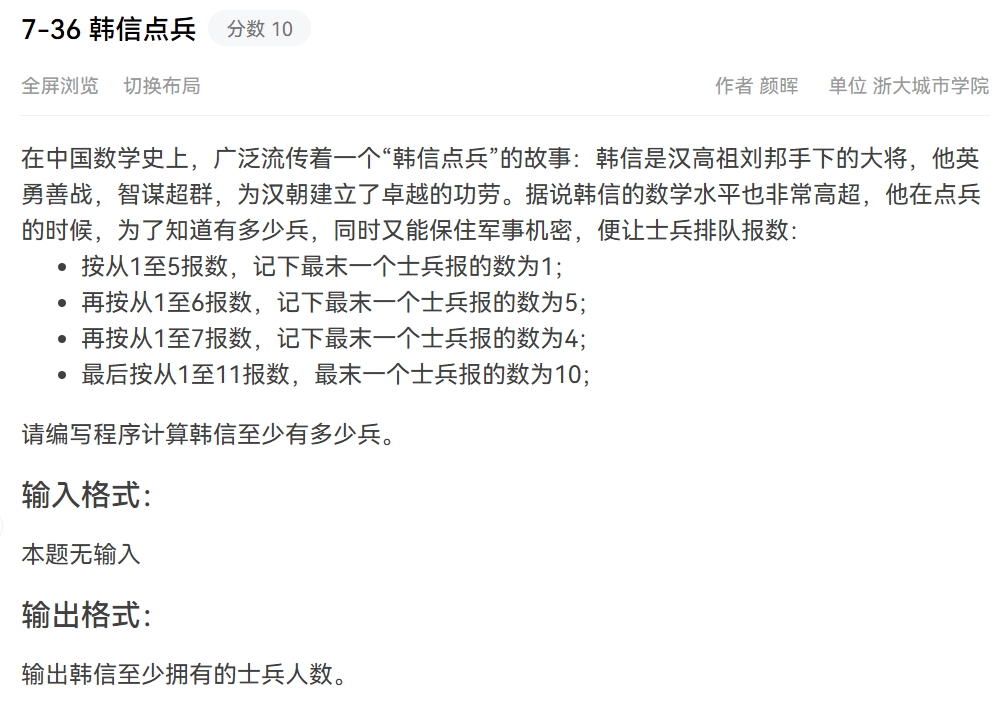 7-36 韩信点兵 分数 10
全屏浏览 切换布局 作者 颜晖 单位 浙大城市学院
在中国数学史上，广泛流传着一个“韩信点兵”的故事：韩信是汉高祖刘邦手下的大将，他英
勇善战，智谋超群，为汉朝建立了卓越的功劳。据说韩信的数学水平也非常高超，他在点兵
的时候，为了知道有多少兵，同时又能保住军事机密，便让士兵排队报数：
• 按从1至5报数，记下最末一个士兵报的数为1；
• 再按从1至6报数，记下最末一个士兵报的数为5；
• 再按从1至7报数，记下最末一个士兵报的数为4；
• 最后按从1至11报数，最末一个士兵报的数为10；
请编写程序计算韩信至少有多少兵。
输入格式：
本题无输入
输出格式：
输出韩信至少拥有的士兵人数。